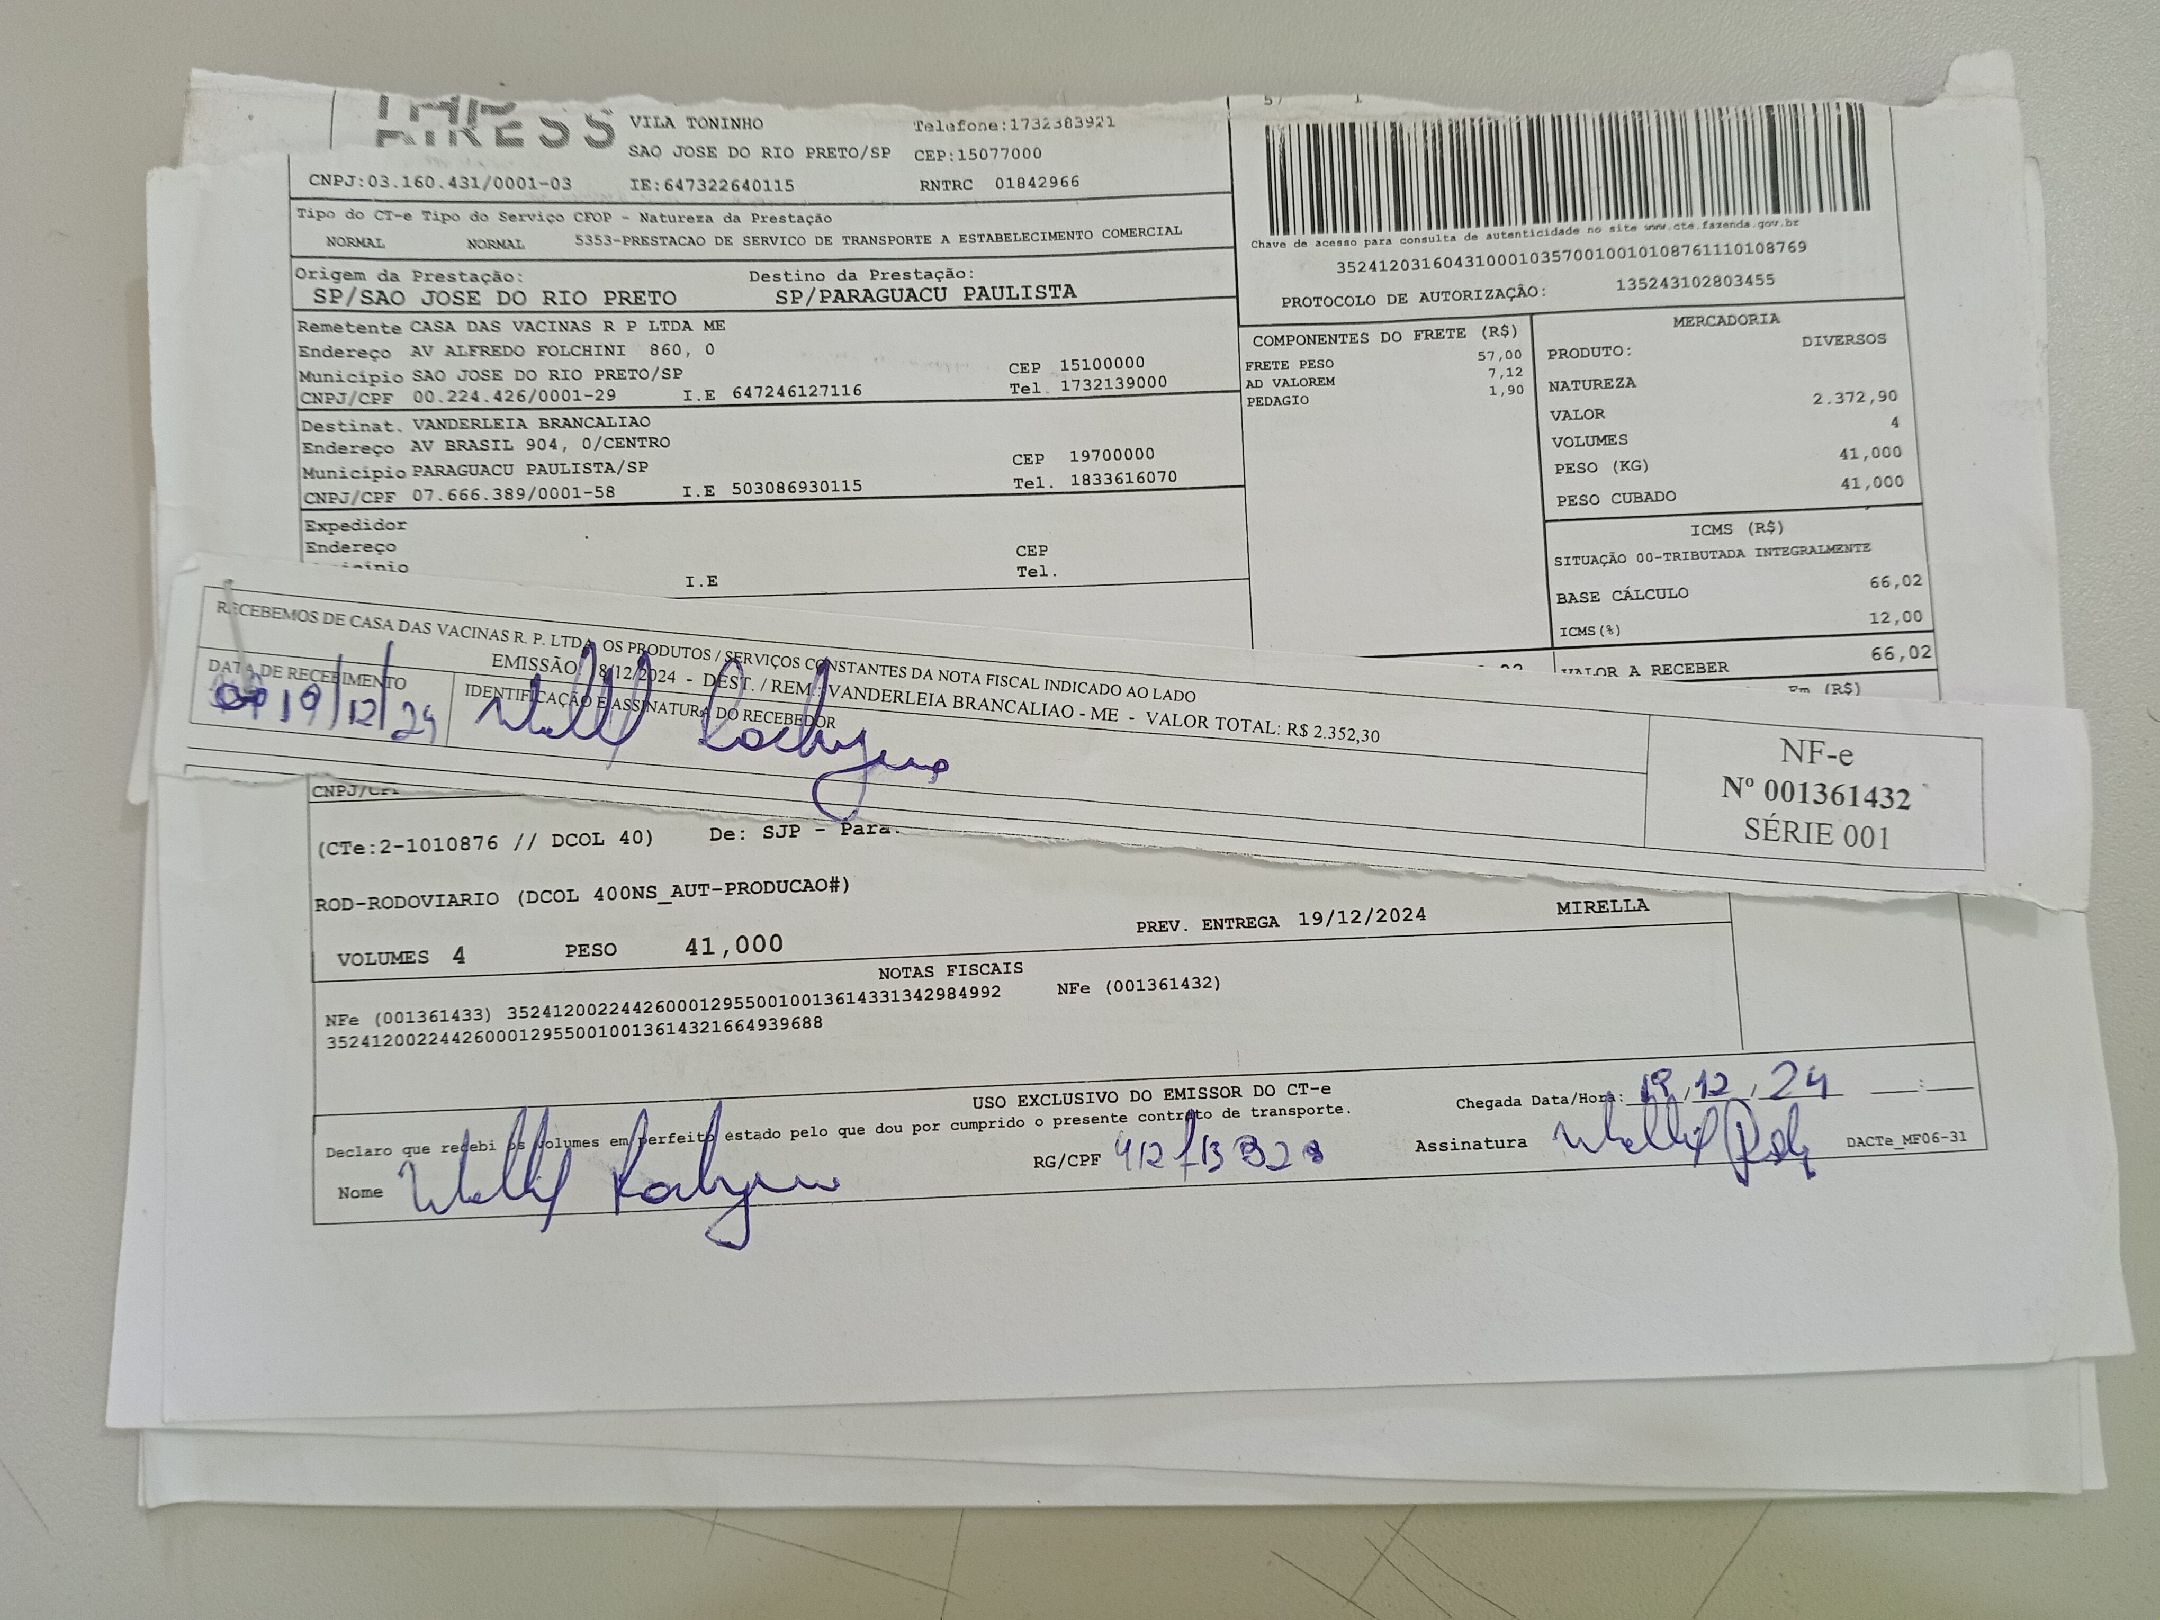 VILA TONINHO Telefone:1732383921
SAO JOSE DO RIO PRETO/SP CEP:15077000
CNPJ:03.160.431/0001-03 IE:647322640115 RNTRC 01842966
Tipo do CT-e Tipo do Serviço CFOP - Natureza da Prestação
NORMAL NORMAL 5353-PRESTACAO DE SERVICO DE TRANSPORTE A ESTABELECIMENTO COMERCIAL
Origem da Prestação: Destino da Prestação:
SP/SAO JOSE DO RIO PRETO SP/PARAGUACU PAULISTA
Remetente CASA DAS VACINAS R P LTDA ME
Endereço AV ALFREDO FOLCHINI 860, 0
Município SAO JOSE DO RIO PRETO/SP CEP 15100000
CNPJ/CPF 00.224.426/0001-29 I.E 647246127116 Tel. 1732139000
Destinat. VANDERLEIA BRANCALIAO
Endereço AV BRASIL 904, 0/CENTRO
Município PARAGUACU PAULISTA/SP CEP 19700000
CNPJ/CPF 07.666.389/0001-58 I.E 503086930115 Tel. 1833616070
Expedidor
Endereço CEP
I.E Tel.
Chave de acesso para consulta de autenticidade no site www.cte.fazenda.gov.br
35241203160431000103570010010108761110108769
PROTOCOLO DE AUTORIZAÇÃO: 135243102803455
COMPONENTES DO FRETE (R$)
FRETE PESO 57,00
AD VALOREM 7,12
PEDAGIO 1,90
MERCADORIA
PRODUTO: DIVERSOS
NATUREZA
VALOR 2.372,90
VOLUMES 4
PESO (KG) 41,000
PESO CUBADO 41,000
ICMS (R$)
SITUAÇÃO 00-TRIBUTADA INTEGRALMENTE
BASE CÁLCULO 66,02
ICMS(%) 12,00
VALOR A RECEBER 66,02
Em (R$)
RECEBEMOS DE CASA DAS VACINAS R. P. LTDA, OS PRODUTOS / SERVIÇOS CONSTANTES DA NOTA FISCAL INDICADO AO LADO
EMISSÃO: 18/12/2024 - DEST. / REM.: VANDERLEIA BRANCALIAO - ME - VALOR TOTAL: R$ 2.352,30
DATA DE RECEBIMENTO IDENTIFICAÇÃO E ASSINATURA DO RECEBEDOR
19/12/24
NF-e
Nº 001361432
SÉRIE 001
CNPJ/CPF
(CTe:2-1010876 // DCOL 40) De: SJP - Para:
ROD-RODOVIARIO (DCOL 400NS_AUT-PRODUCAO#)
VOLUMES 4 PESO 41,000 PREV. ENTREGA 19/12/2024 MIRELLA
NOTAS FISCAIS
NFe (001361433) 35241200224426000129550010013614331342984992 NFe (001361432)
35241200224426000129550010013614321664939688
USO EXCLUSIVO DO EMISSOR DO CT-e
Declaro que recebi os volumes em perfeito estado pelo que dou por cumprido o presente contrato de transporte.
Chegada Data/Hora: 19/12/24 :
Nome RG/CPF Assinatura DACTe_MF06-31